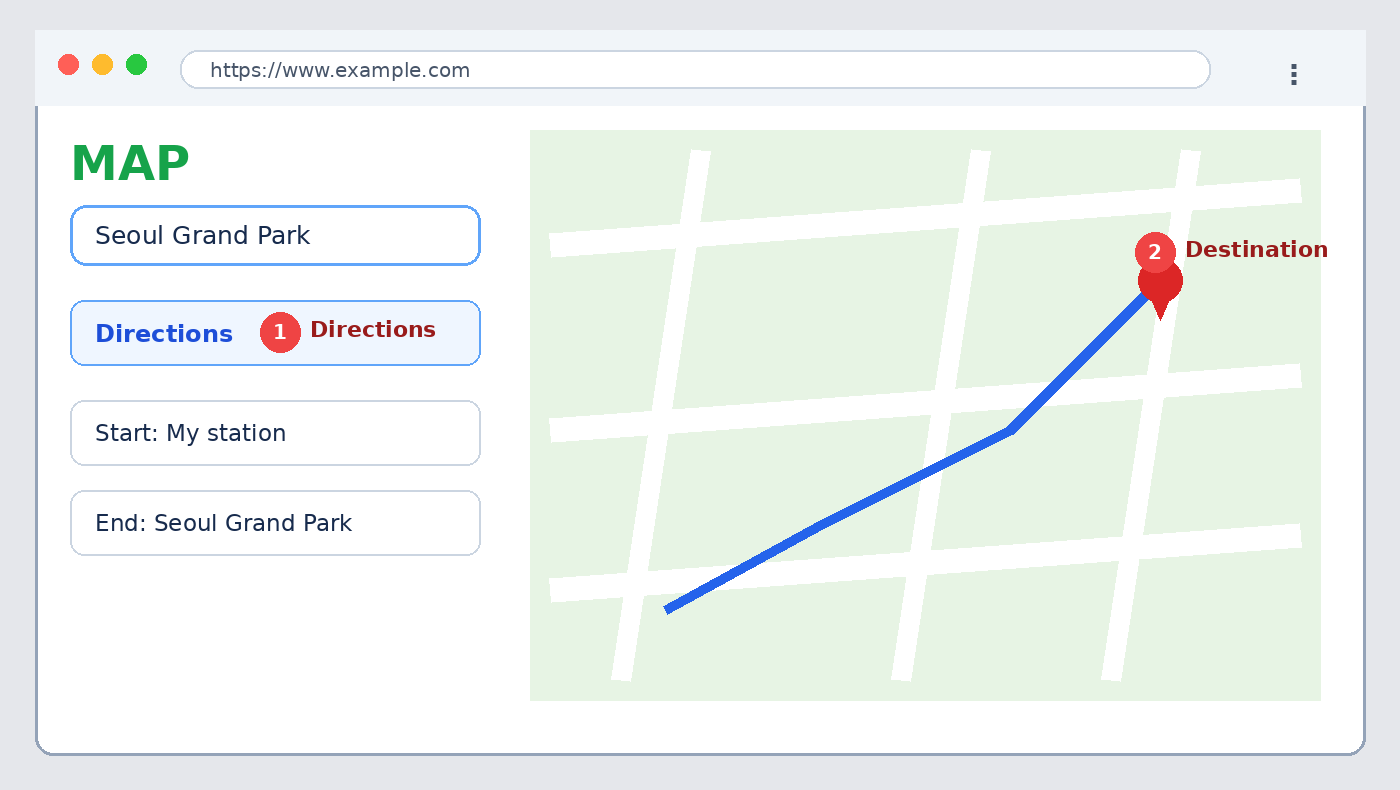 https://www.example.com
MAP
Seoul Grand Park
Directions 1 Directions
Start: My station
End: Seoul Grand Park
2 Destination